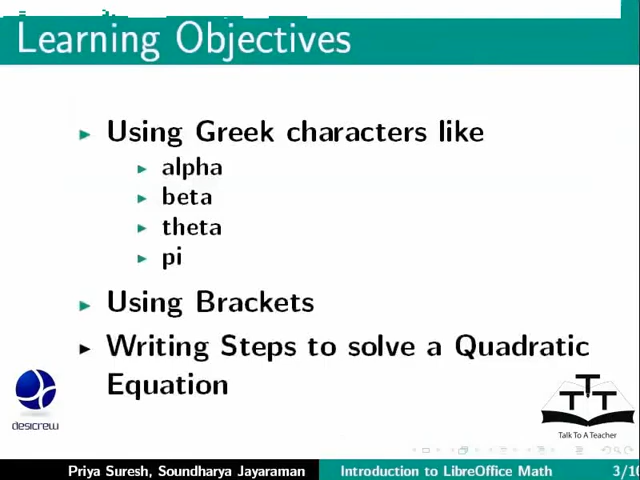 Learning Objectives
Using Greek characters like
alpha
beta
theta
pi
Using Brackets
Writing Steps to solve a Quadratic
Equation
desicrew
TTT
Talk To A Teacher
Priya Suresh, Soundharya Jayaraman Introduction to LibreOffice Math 3/10